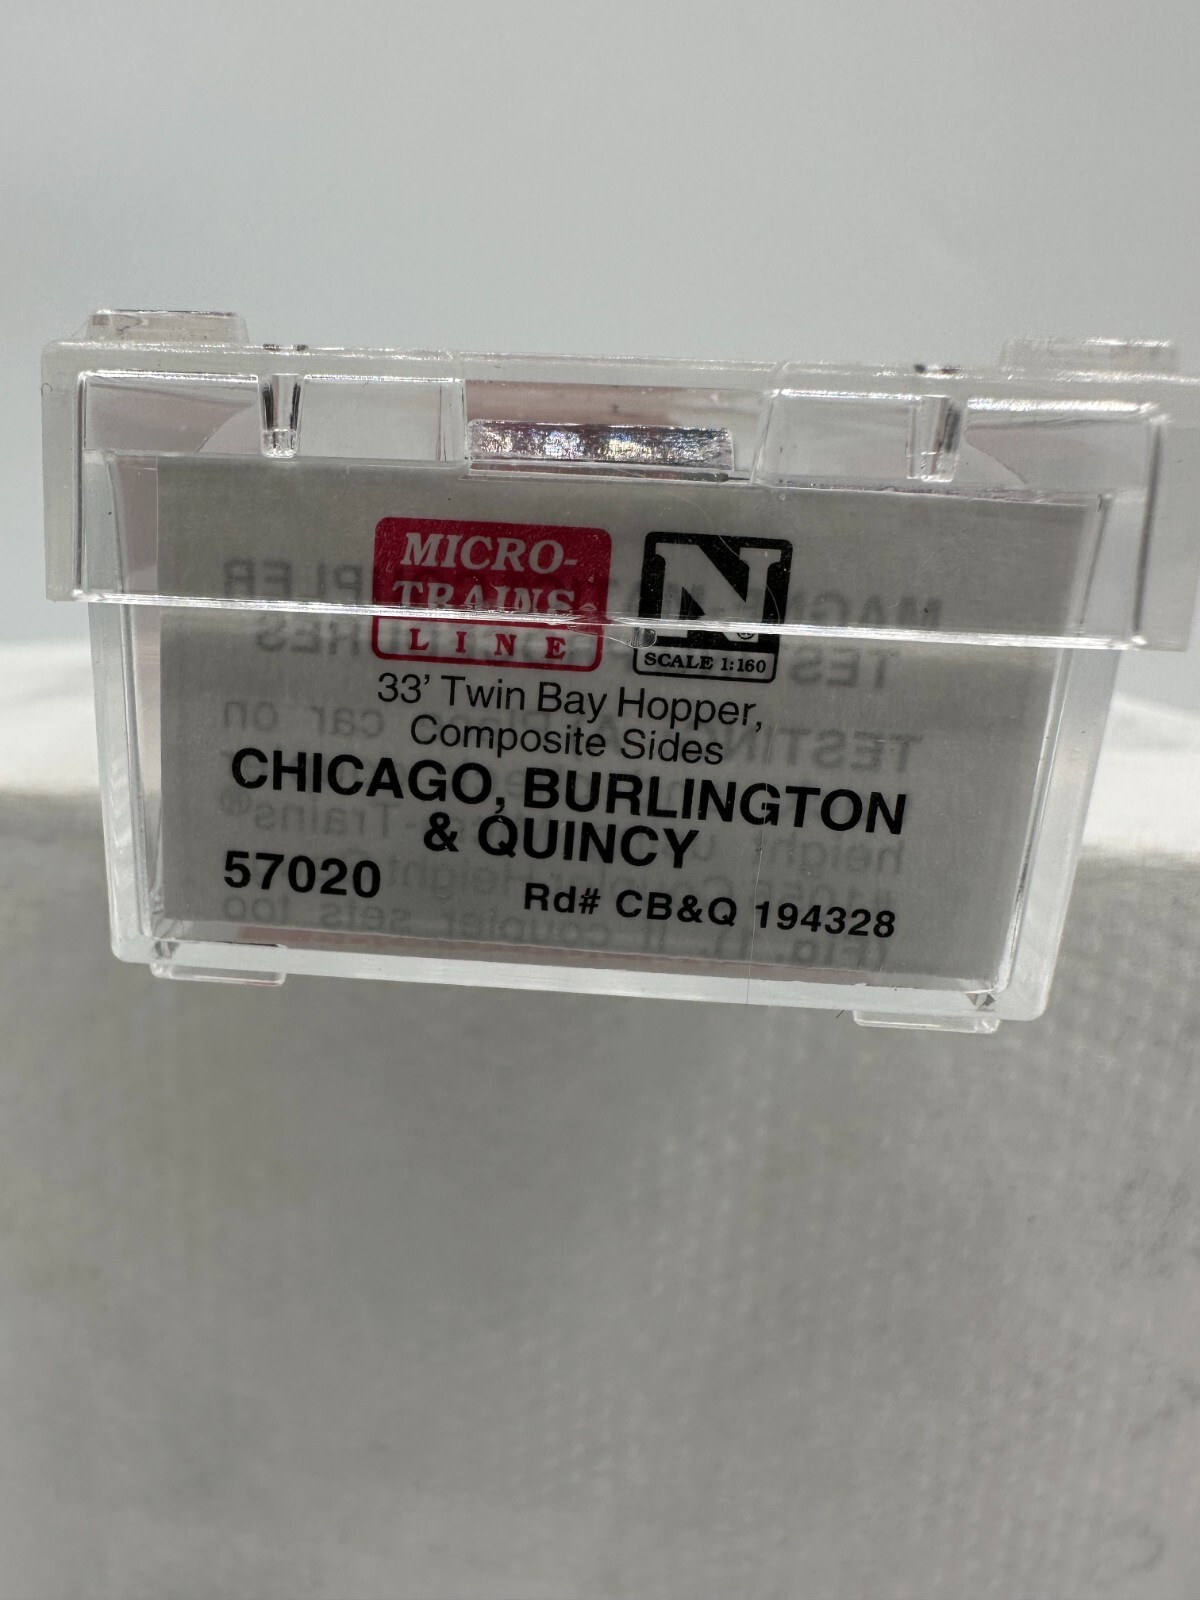 MICRO-
TRAINS®
LINE
N®
SCALE 1:160
33' Twin Bay Hopper,
Composite Sides
CHICAGO, BURLINGTON
& QUINCY
57020 Rd# CB&Q 194328